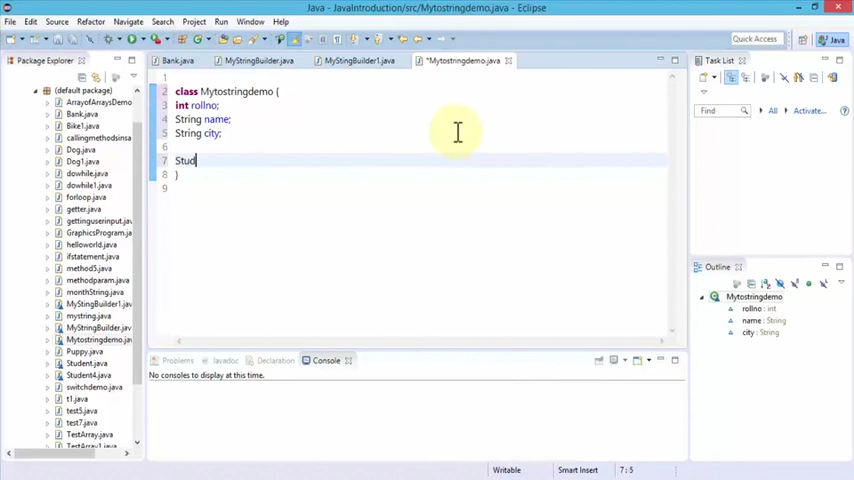 Java - JavaIntroduction/src/Mytostringdemo.java - Eclipse
File Edit Source Refactor Navigate Search Project Run Window Help
Quick Access
Java
Package Explorer
Bank.java
MyStringBuilder.java
MyStingBuilder1.java
*Mytostringdemo.java
Task List
(default package)
ArrayofArraysDemo
Bank.java
Bike1.java
callingmethodsinsa
Dog.java
Dog1.java
dowhile.java
dowhile1.java
forloop.java
getter.java
gettinguserinput.jav
GraphicsProgram.jav
helloworld.java
ifstatement.java
method5.java
methodparam.java
monthString.java
MyStingBuilder1.jav
mystring.java
MyStringBuilder.jav
Mytostringdemo.jav
Puppy.java
Student.java
Student4.java
switchdemo.java
t1.java
test5.java
test7.java
TestArray.java
TestArray1.java
1
2 class Mytostringdemo {
3 int rollno;
4 String name;
5 String city;
6
7 Stud
8 }
9
Find
All
Activate...
Outline
Mytostringdemo
rollno : int
name : String
city : String
Problems
Javadoc
Declaration
Console
No consoles to display at this time.
Writable
Smart Insert
7 : 5